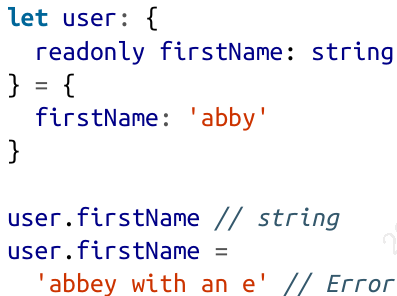 let user: {
  readonly firstName: string
} = {
  firstName: 'abby'
}

user.firstName // string
user.firstName =
  'abbey with an e' // Error